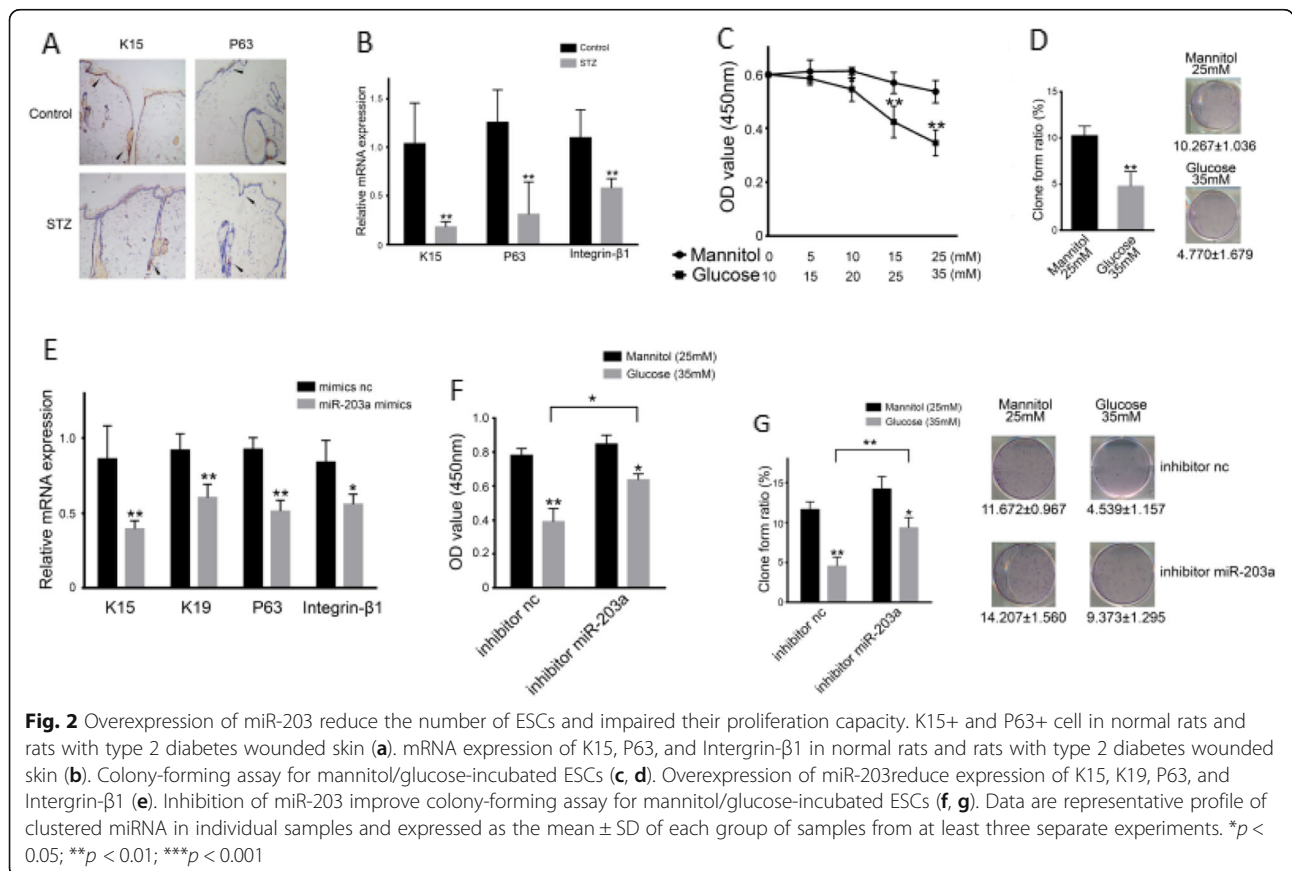 A
K15
P63
Control
STZ
B
Control
STZ
Relative mRNA expression
1.5
1.0
0.5
0
**
**
**
K15
P63
Integrin-β1
C
OD value (450nm)
0.6
0.4
0.2
0
*
**
**
Mannitol 0 5 10 15 25 (mM)
Glucose 10 15 20 25 35 (mM)
D
Clone form ratio (%)
15
10
5
0
**
Mannitol
25mM
Glucose
35mM
Mannitol
25mM
10.267±1.036
Glucose
35mM
4.770±1.679
E
mimics nc
miR-203a mimics
Relative mRNA expression
1.0
0.5
0
**
**
**
*
K15
K19
P63
Integrin-β1
F
Mannitol (25mM)
Glucose (35mM)
OD value (450nm)
1.0
0.8
0.6
0.4
0.2
0
*
**
*
inhibitor nc
inhibitor miR-203a
G
Mannitol (25mM)
Glucose (35mM)
Clone form ratio (%)
20
15
10
5
0
**
**
*
inhibitor nc
inhibitor miR-203a
Mannitol
25mM
Glucose
35mM
inhibitor nc
11.672±0.967
4.539±1.157
inhibitor miR-203a
14.207±1.560
9.373±1.295
Fig. 2 Overexpression of miR-203 reduce the number of ESCs and impaired their proliferation capacity. K15+ and P63+ cell in normal rats and
rats with type 2 diabetes wounded skin (a). mRNA expression of K15, P63, and Intergrin-β1 in normal rats and rats with type 2 diabetes wounded
skin (b). Colony-forming assay for mannitol/glucose-incubated ESCs (c, d). Overexpression of miR-203reduce expression of K15, K19, P63, and
Intergrin-β1 (e). Inhibition of miR-203 improve colony-forming assay for mannitol/glucose-incubated ESCs (f, g). Data are representative profile of
clustered miRNA in individual samples and expressed as the mean ± SD of each group of samples from at least three separate experiments. *p <
0.05; **p < 0.01; ***p < 0.001